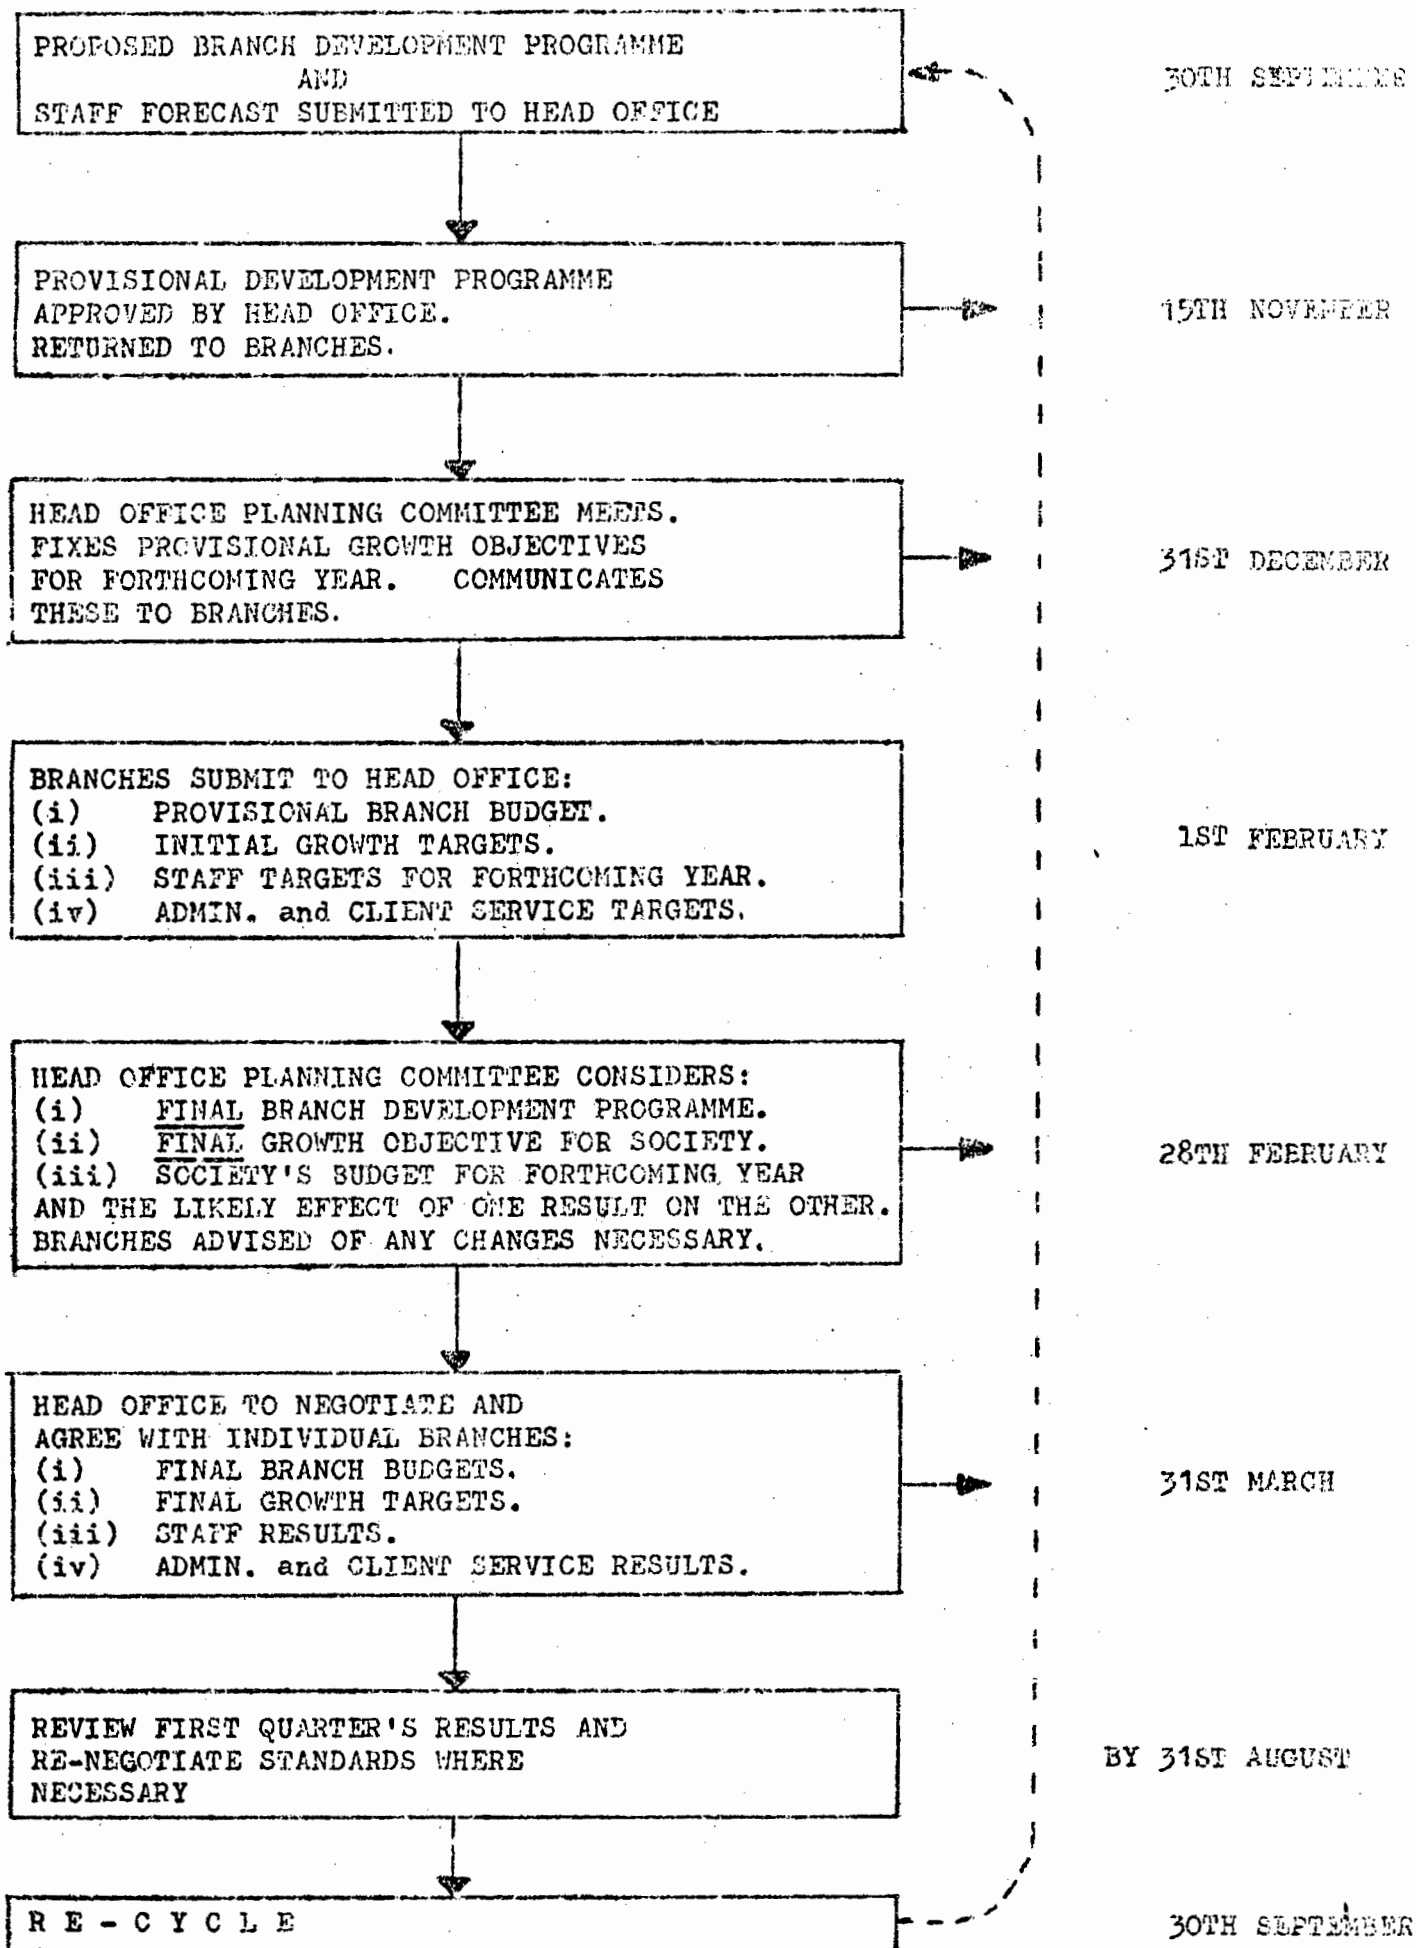 PROPOSED BRANCH DEVELOPMENT PROGRAMME
AND
STAFF FORECAST SUBMITTED TO HEAD OFFICE
30TH SEPTEMBER
PROVISIONAL DEVELOPMENT PROGRAMME
APPROVED BY HEAD OFFICE.
RETURNED TO BRANCHES.
15TH NOVEMBER
HEAD OFFICE PLANNING COMMITTEE MEETS.
FIXES PROVISIONAL GROWTH OBJECTIVES
FOR FORTHCOMING YEAR. COMMUNICATES
THESE TO BRANCHES.
31ST DECEMBER
BRANCHES SUBMIT TO HEAD OFFICE:
(i) PROVISIONAL BRANCH BUDGET.
(ii) INITIAL GROWTH TARGETS.
(iii) STAFF TARGETS FOR FORTHCOMING YEAR.
(iv) ADMIN. and CLIENT SERVICE TARGETS.
1ST FEBRUARY
HEAD OFFICE PLANNING COMMITTEE CONSIDERS:
(i) FINAL BRANCH DEVELOPMENT PROGRAMME.
(ii) FINAL GROWTH OBJECTIVE FOR SOCIETY.
(iii) SOCIETY'S BUDGET FOR FORTHCOMING YEAR
AND THE LIKELY EFFECT OF ONE RESULT ON THE OTHER.
BRANCHES ADVISED OF ANY CHANGES NECESSARY.
28TH FEBRUARY
HEAD OFFICE TO NEGOTIATE AND
AGREE WITH INDIVIDUAL BRANCHES:
(i) FINAL BRANCH BUDGETS.
(ii) FINAL GROWTH TARGETS.
(iii) STAFF RESULTS.
(iv) ADMIN. and CLIENT SERVICE RESULTS.
31ST MARCH
REVIEW FIRST QUARTER'S RESULTS AND
RE-NEGOTIATE STANDARDS WHERE
NECESSARY
BY 31ST AUGUST
RE-CYCLE
30TH SEPTEMBER